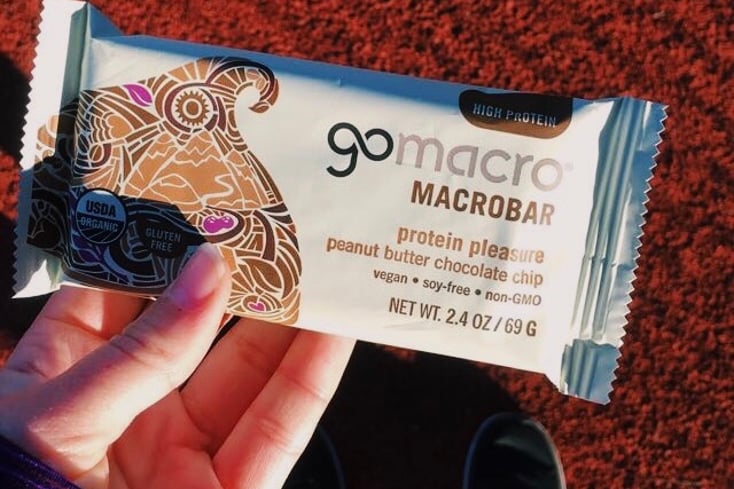 HIGH PROTEIN
gomacro
MACROBAR
protein pleasure
peanut butter chocolate chip
vegan • soy-free • non-GMO
NET WT. 2.4 OZ/69 G
USDA
ORGANIC
GLUTEN
FREE